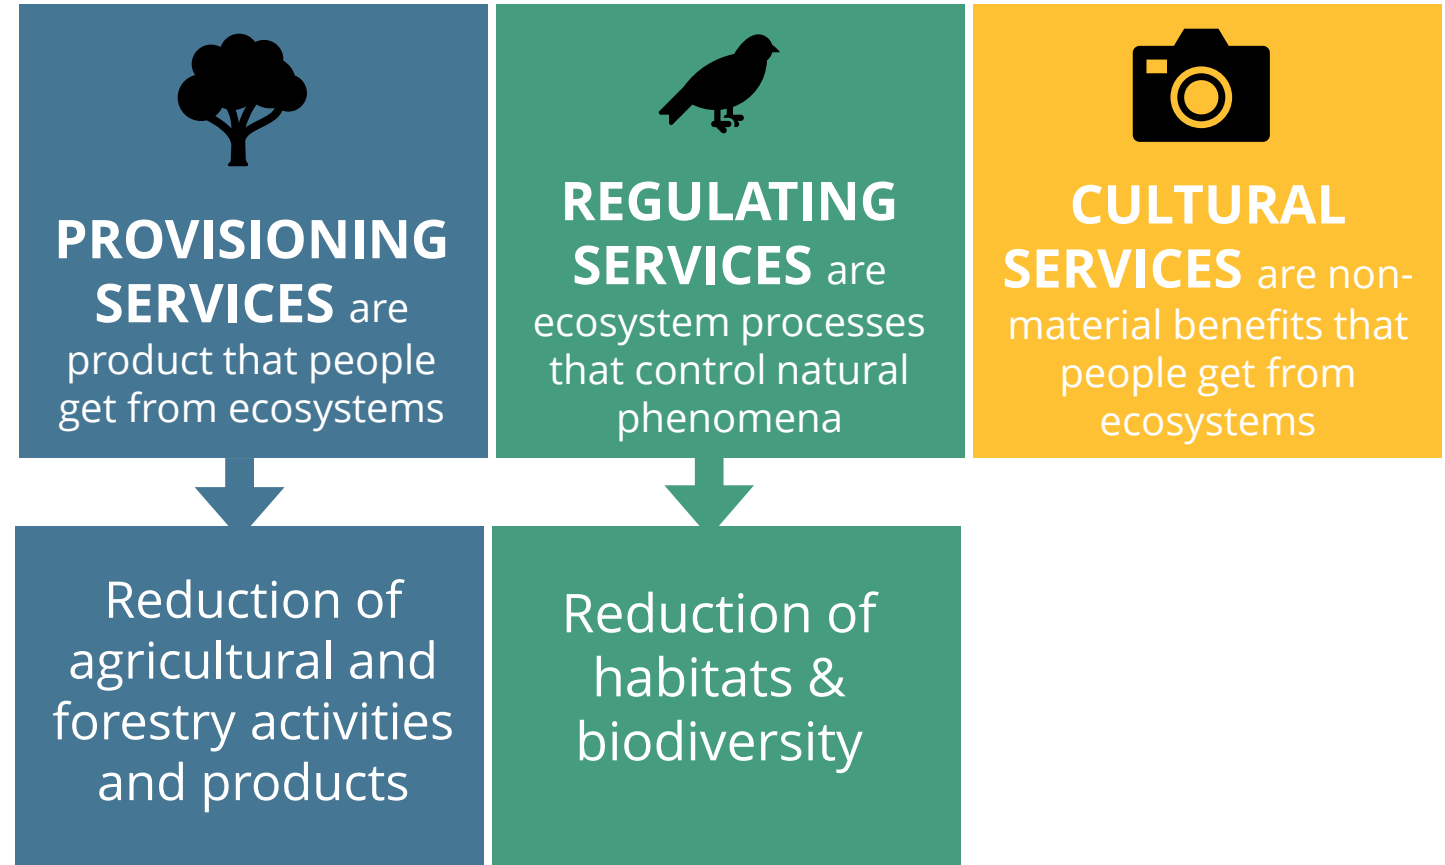 PROVISIONING
SERVICES are
product that people
get from ecosystems
REGULATING
SERVICES are
ecosystem processes
that control natural
phenomena
CULTURAL
SERVICES are non-
material benefits that
people get from
ecosystems
Reduction of
agricultural and
forestry activities
and products
Reduction of
habitats &
biodiversity